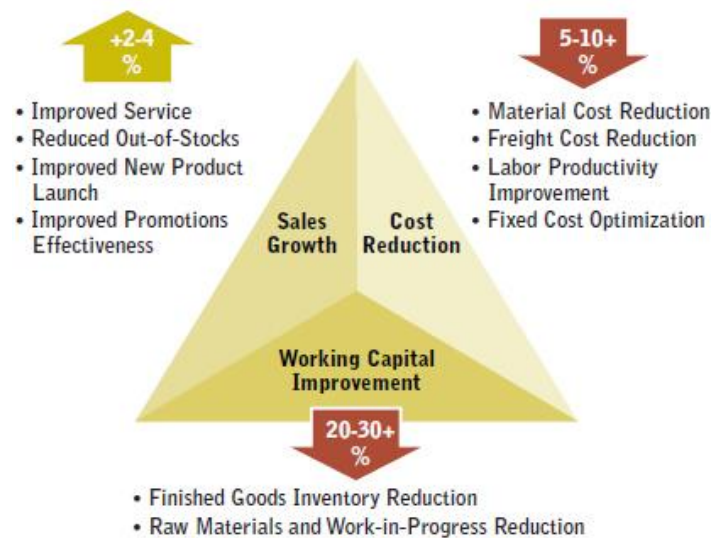 +2-4
%
• Improved Service
• Reduced Out-of-Stocks
• Improved New Product
Launch
• Improved Promotions
Effectiveness
5-10+
%
• Material Cost Reduction
• Freight Cost Reduction
• Labor Productivity
Improvement
• Fixed Cost Optimization
Sales
Growth
Cost
Reduction
Working Capital
Improvement
20-30+
%
• Finished Goods Inventory Reduction
• Raw Materials and Work-in-Progress Reduction